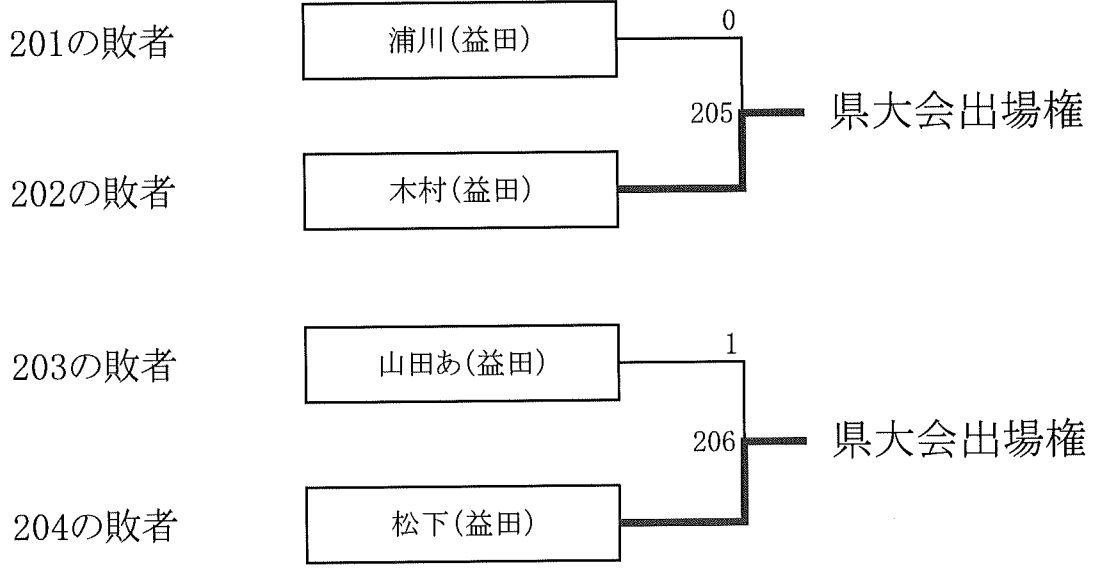 201の敗者
浦川(益田)
0
205
県大会出場権
202の敗者
木村(益田)
203の敗者
山田あ(益田)
1
206
県大会出場権
204の敗者
松下(益田)